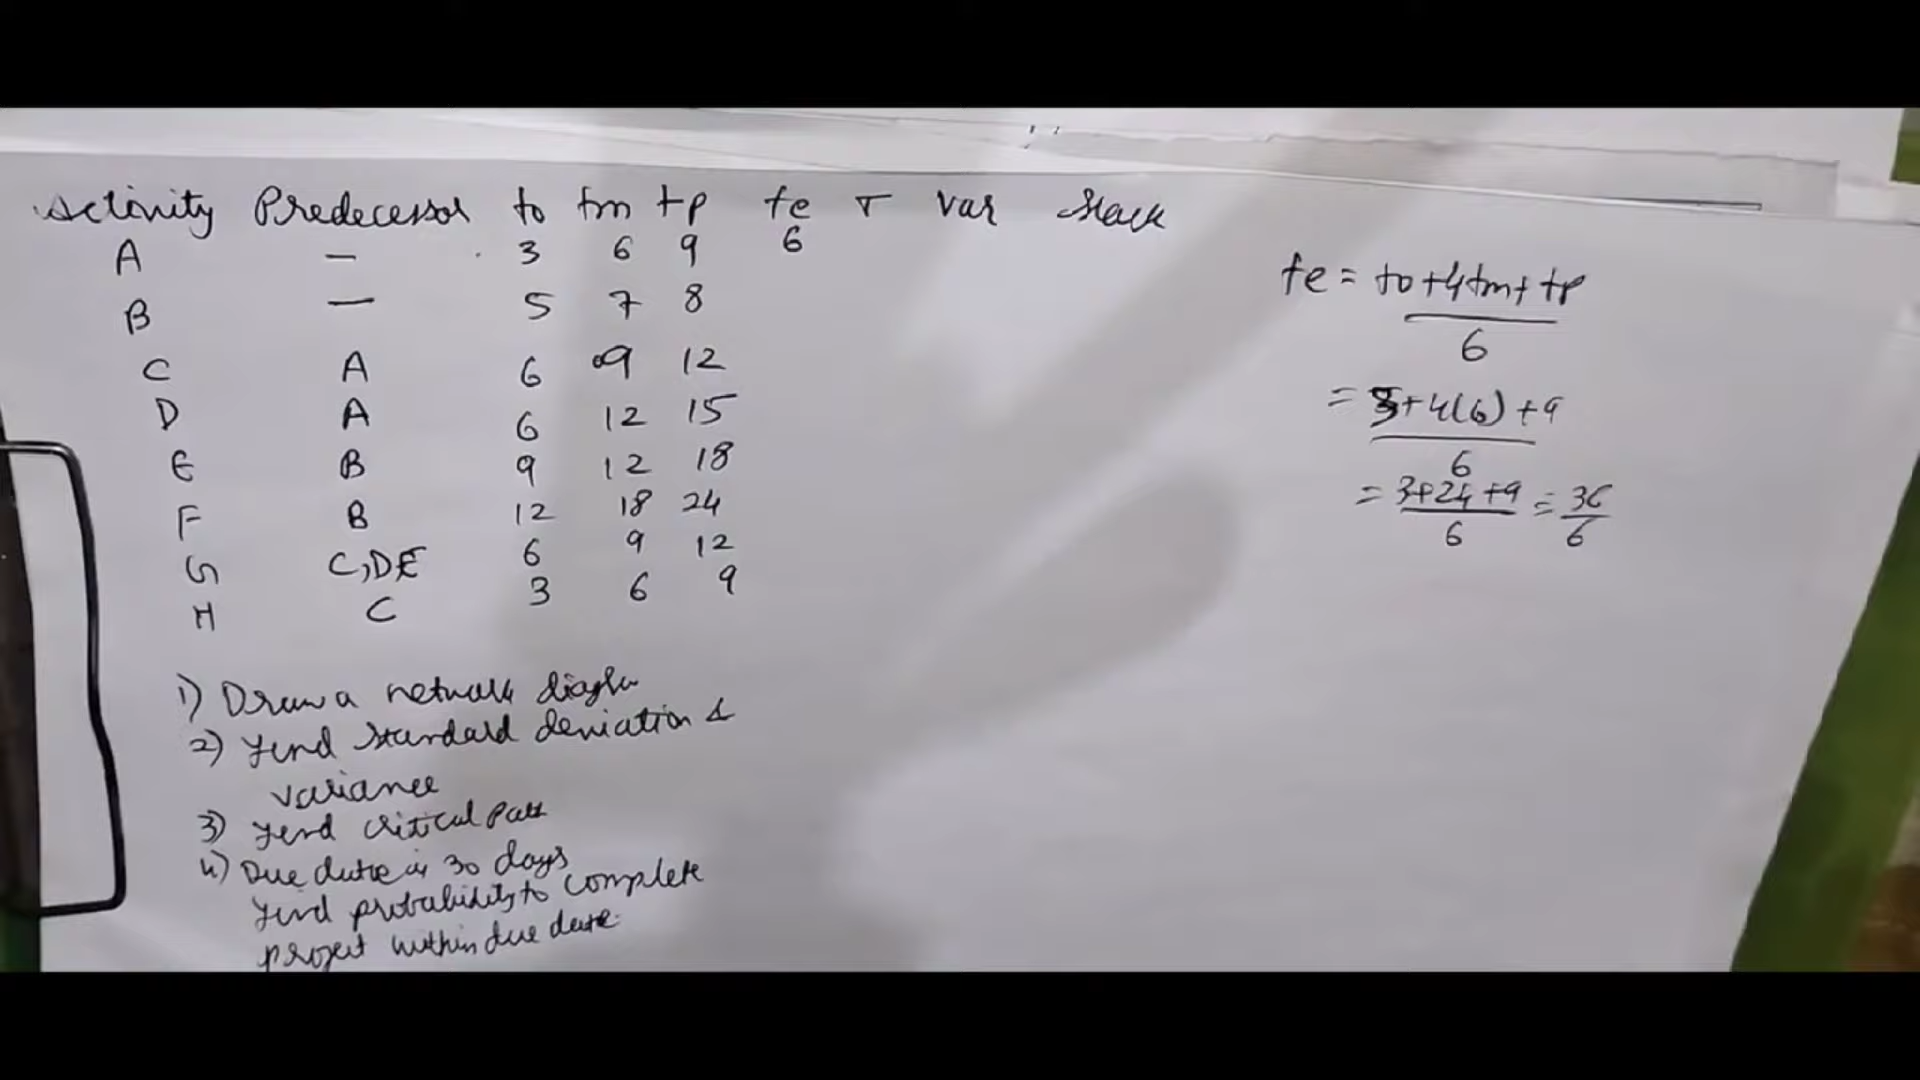 Activity Predecessor to tm tp te σ var slack
A - 3 6 9 6
B - 5 7 8
C A 6 9 12
D A 6 12 15
E B 9 12 18
F B 12 18 24
G C,D,E 6 9 12
H C 3 6 9
1) Draw a network diagra
2) Find standard deviation &
variance
3) Find critical path
4) Due date is 30 days
Find probability to complete
project within due date.
te = to+4tm+tp
6
= 3+4(6)+9
6
= 3+24+9 = 36
6 6